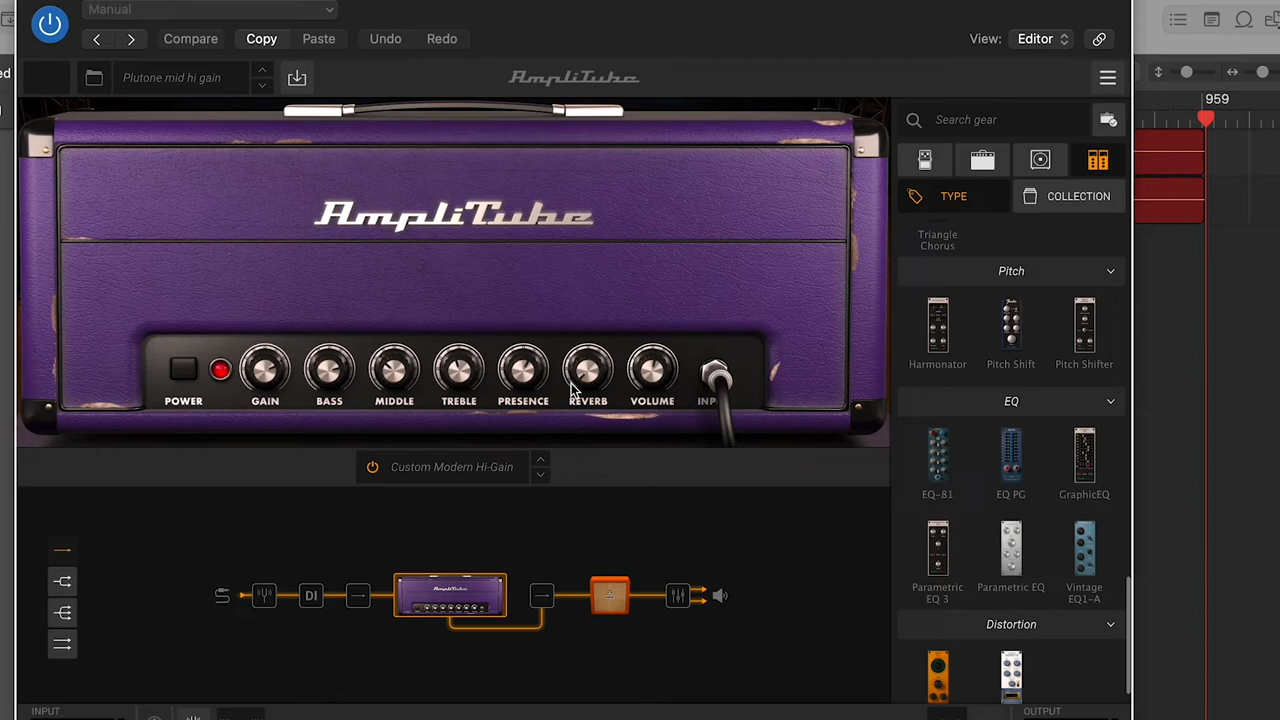 Manual
Compare
Copy
Paste
Undo
Redo
View:
Editor
ed
Plutone mid hi gain
AmpliTube
Search gear
959
TYPE
COLLECTION
AmpliTube
Triangle
Chorus
Pitch
Harmonator
Pitch Shift
Pitch Shifter
POWER
GAIN
BASS
MIDDLE
TREBLE
PRESENCE
REVERB
VOLUME
INP
EQ
Custom Modern Hi-Gain
EQ-81
EQ PG
GraphicEQ
DI
Parametric
EQ 3
Parametric EQ
Vintage
EQ1-A
Distortion
INPUT
OUTPUT